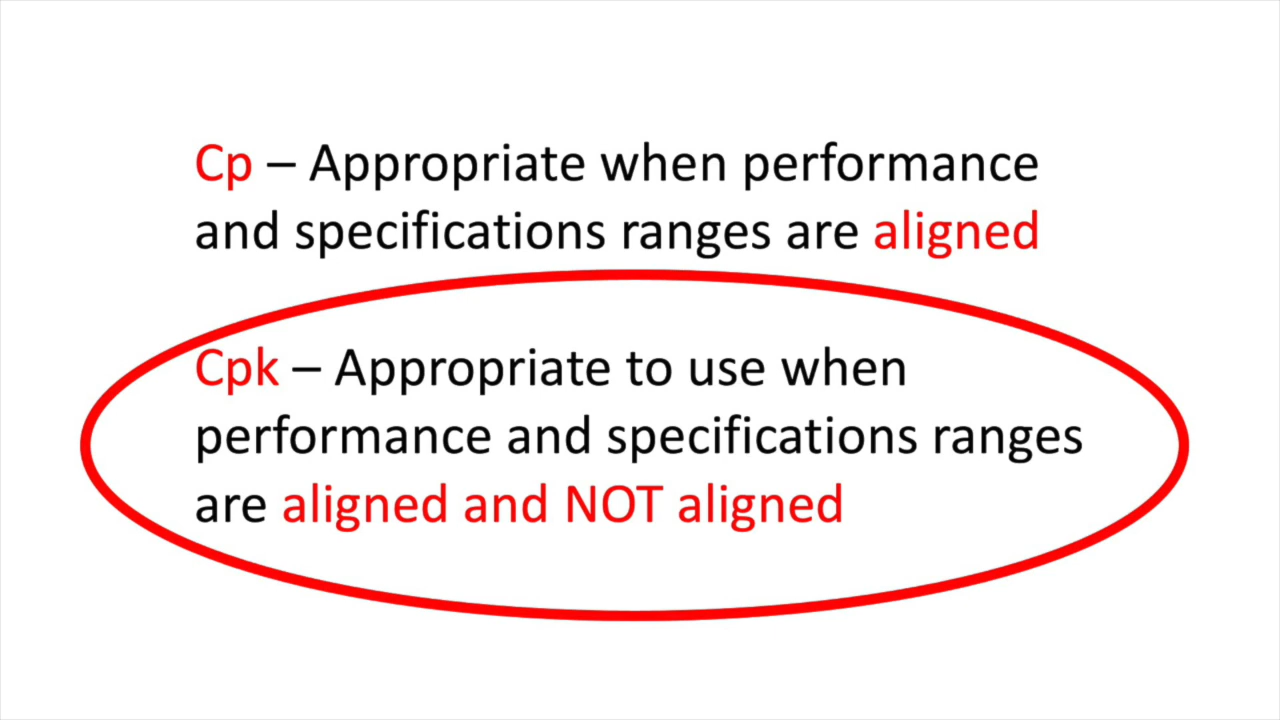 Cp – Appropriate when performance
and specifications ranges are aligned
Cpk – Appropriate to use when
performance and specifications ranges
are aligned and NOT aligned